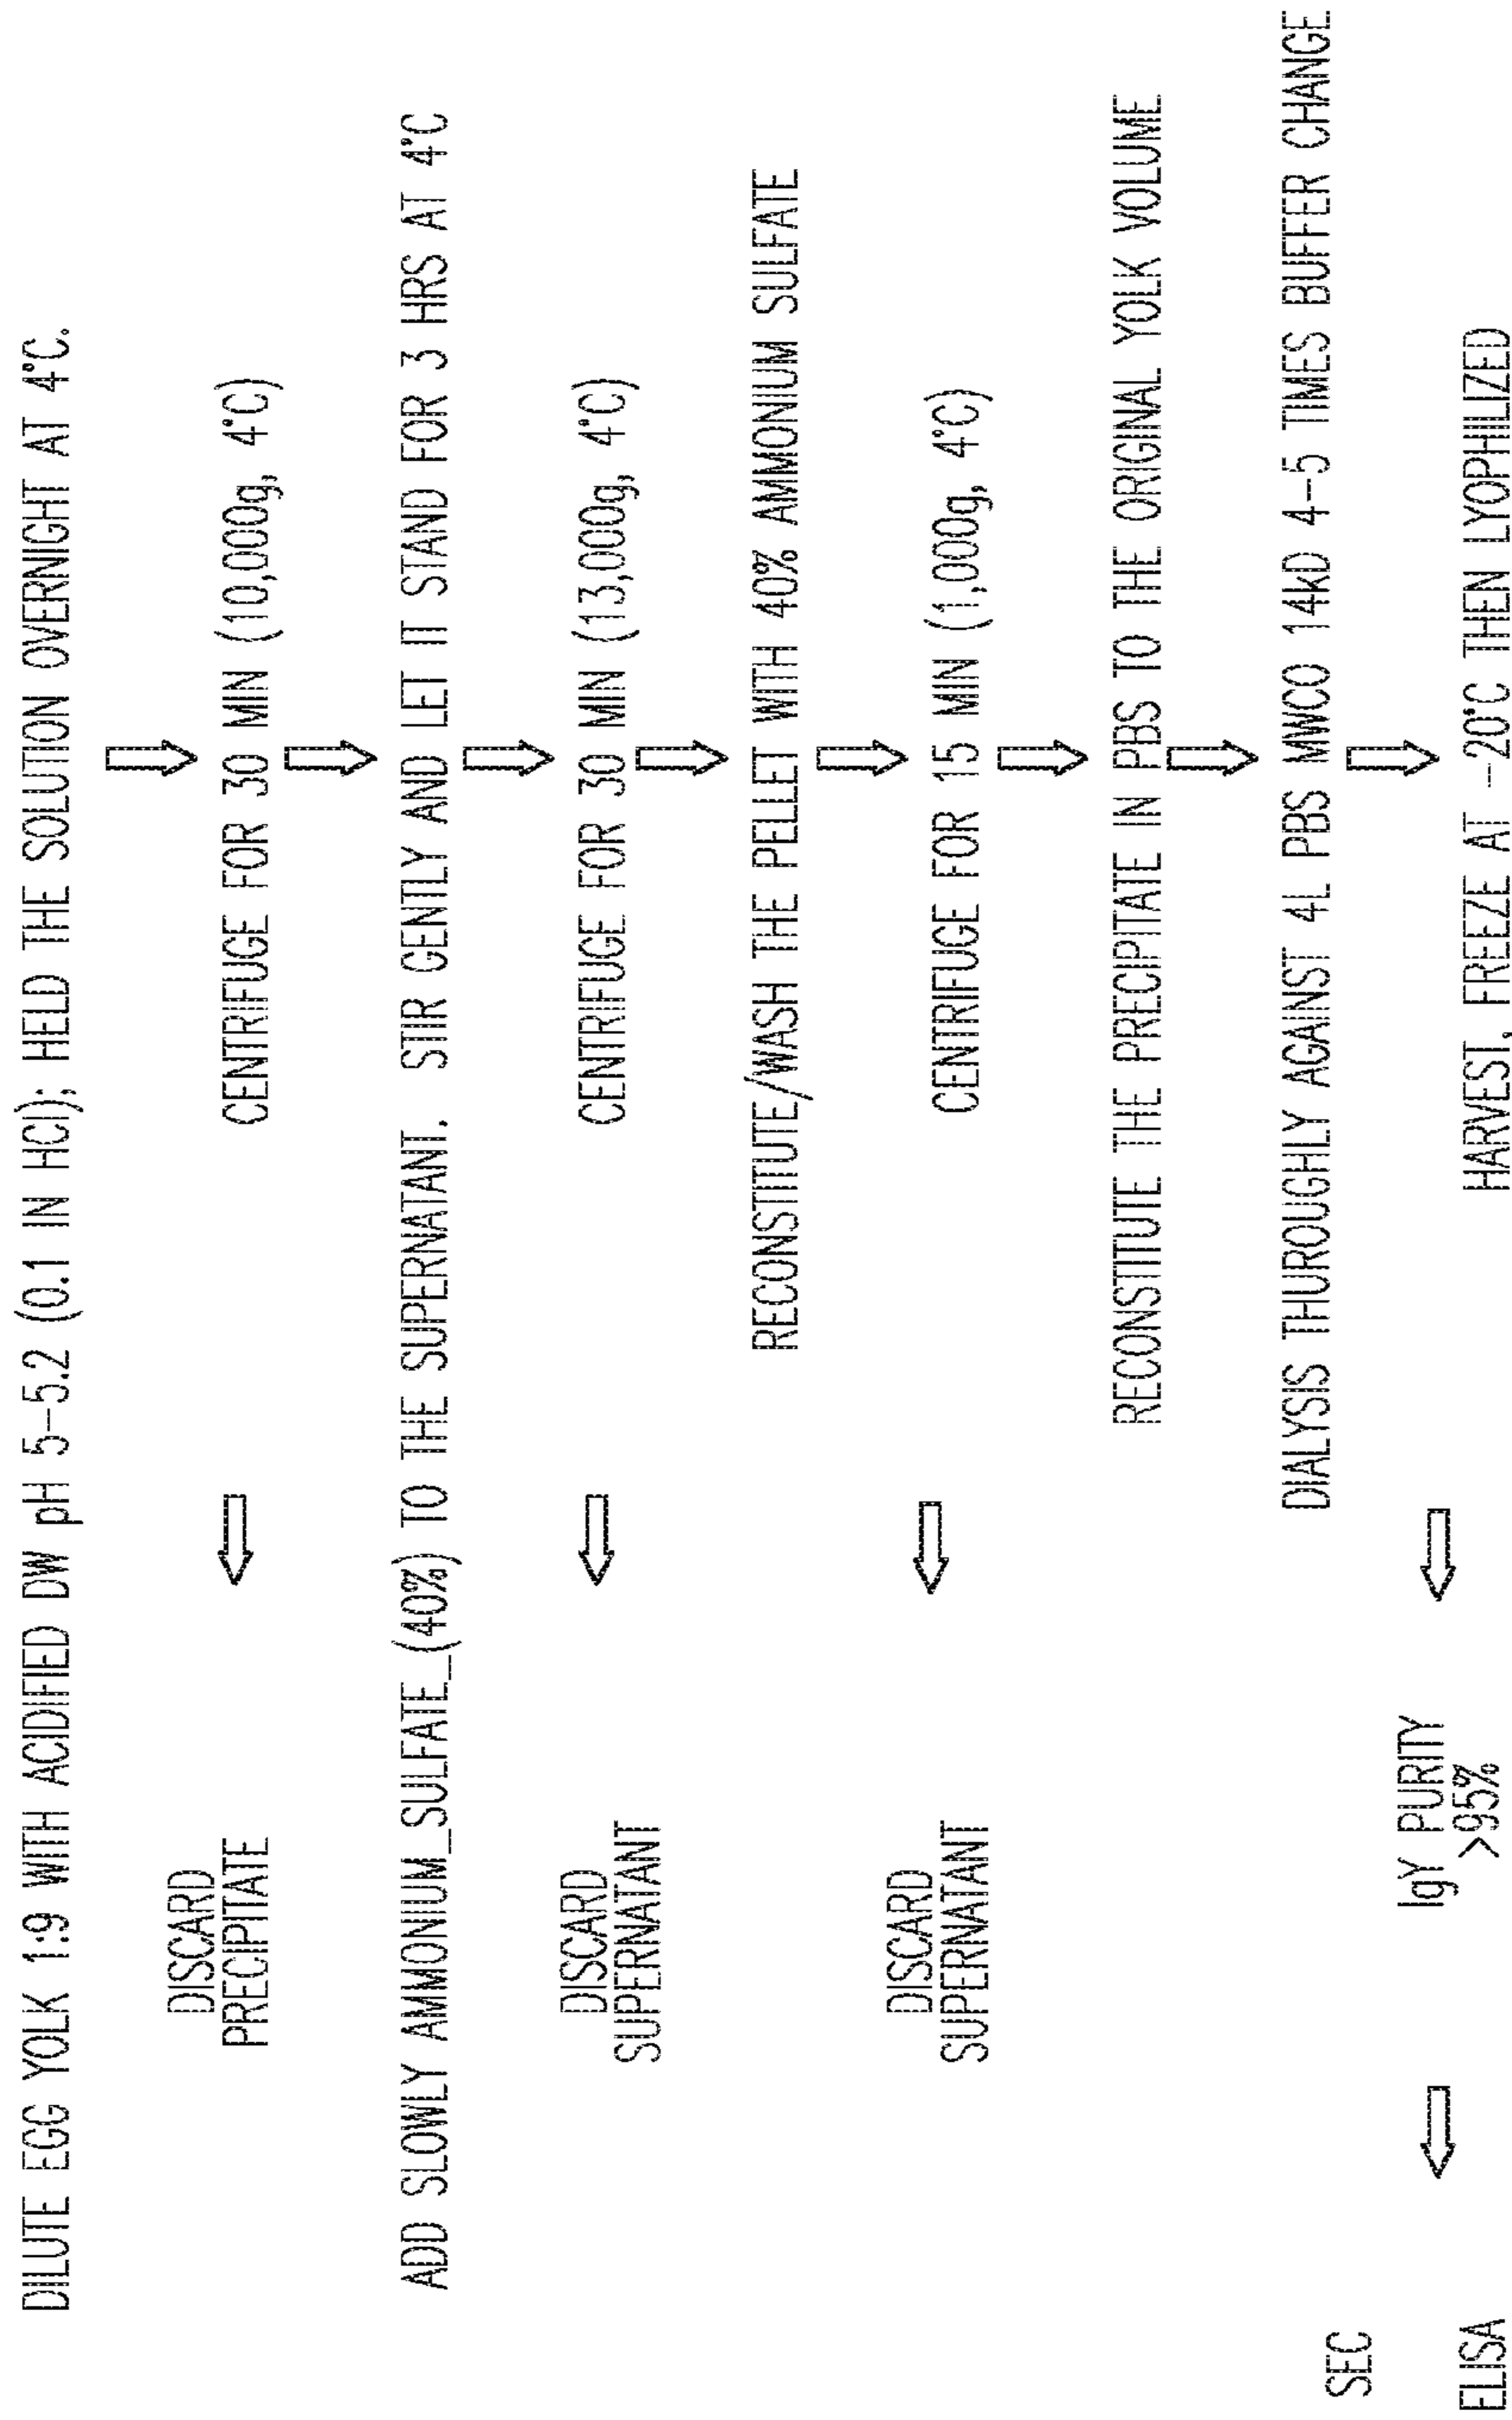 DILUTE EGG YOLK 1:9 WITH ACIDIFIED DW pH 5-5.2 (0.1 IN HCl); HELD THE SOLUTION OVERNIGHT AT 4°C.
CENTRIFUGE FOR 30 MIN (10,000g, 4°C)
DISCARD
PRECIPITATE
ADD SLOWLY AMMONIUM_SULFATE_(40%) TO THE SUPERNATANT. STIR GENTLY AND LET IT STAND FOR 3 HRS AT 4°C
CENTRIFUGE FOR 30 MIN (13,000g, 4°C)
DISCARD
SUPERNATANT
RECONSTITUTE/WASH THE PELLET WITH 40% AMMONIUM SULFATE
CENTRIFUGE FOR 15 MIN (1,000g, 4°C)
DISCARD
SUPERNATANT
RECONSTITUTE THE PRECIPITATE IN PBS TO THE ORIGINAL YOLK VOLUME
DIALYSIS THUROUGHLY AGAINST 4L PBS MWCO 14kD 4-5 TIMES BUFFER CHANGE
HARVEST, FREEZE AT -20°C THEN LYOPHILIZED
IgY PURITY
>95%
SEC
ELISA